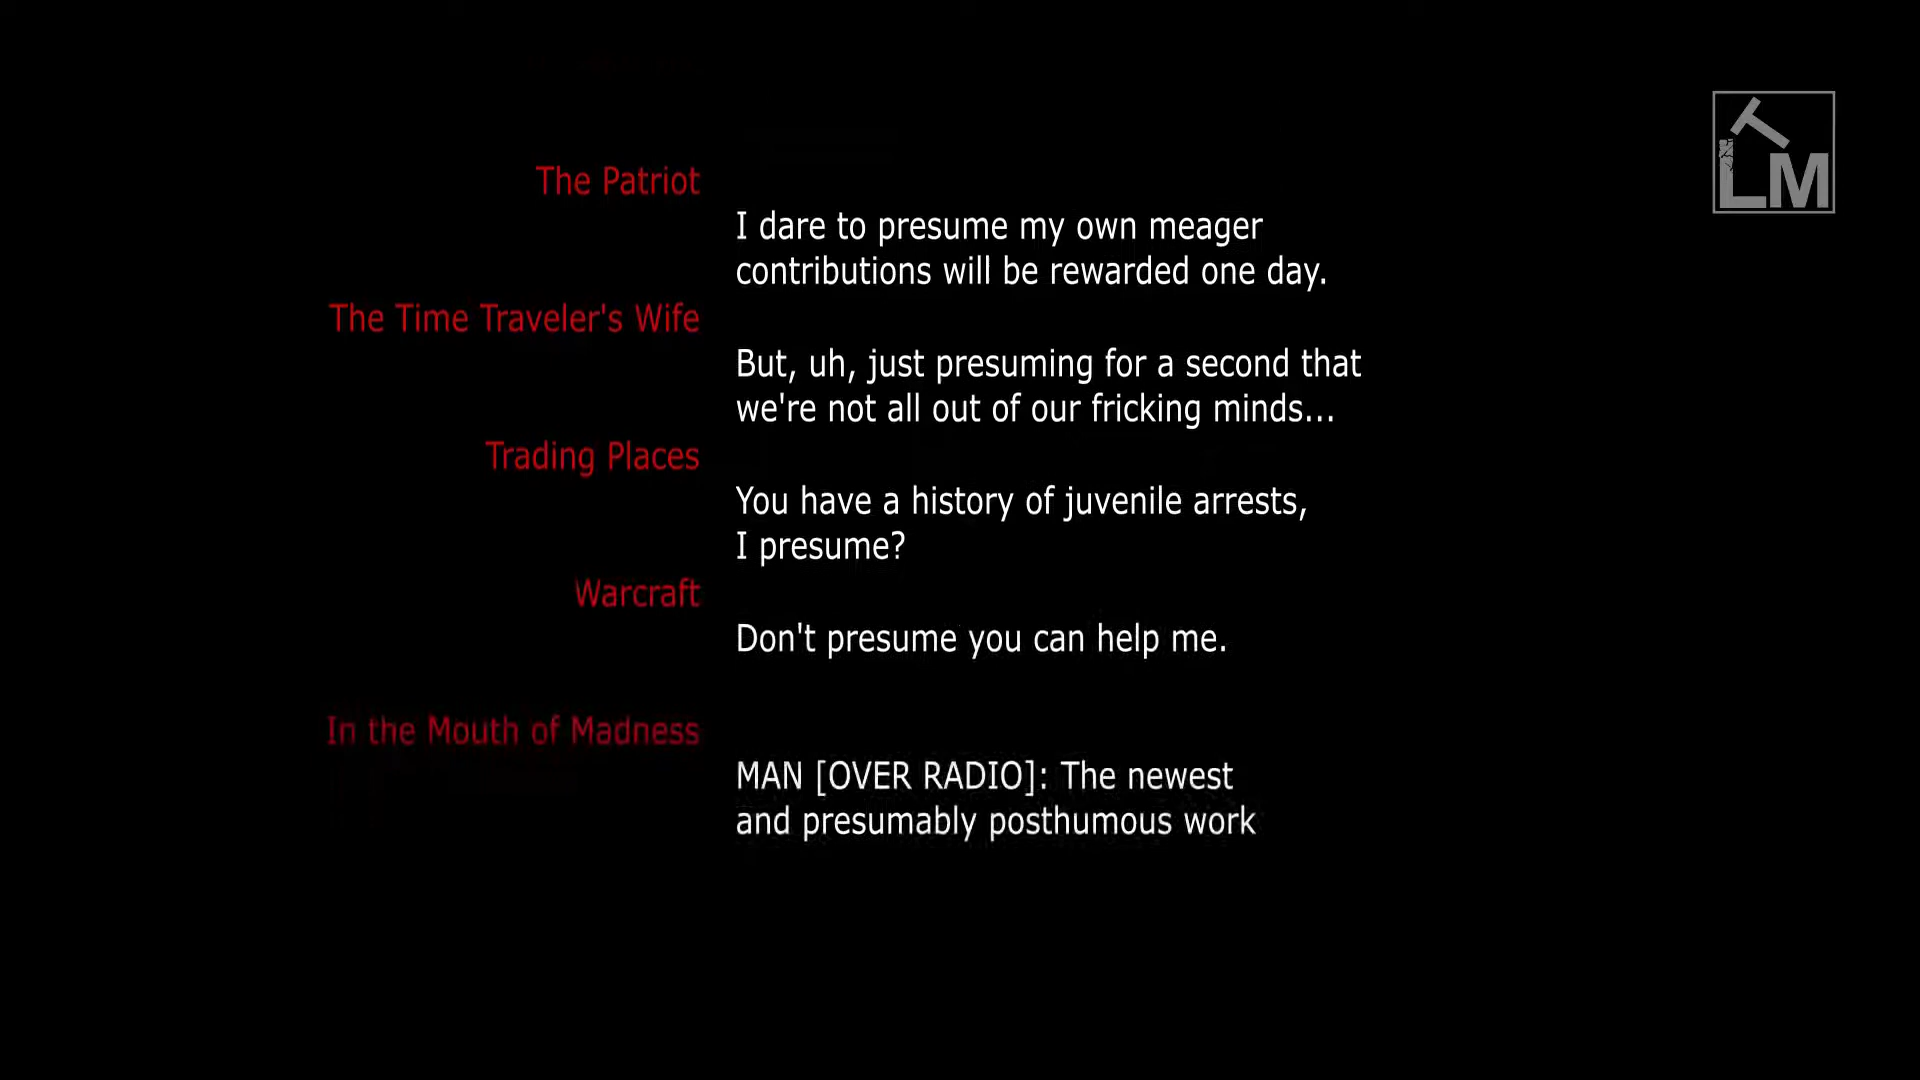 The Patriot
I dare to presume my own meager
contributions will be rewarded one day.
The Time Traveler's Wife
But, uh, just presuming for a second that
we're not all out of our fricking minds...
Trading Places
You have a history of juvenile arrests,
I presume?
Warcraft
Don't presume you can help me.
In the Mouth of Madness
MAN [OVER RADIO]: The newest
and presumably posthumous work
LTM